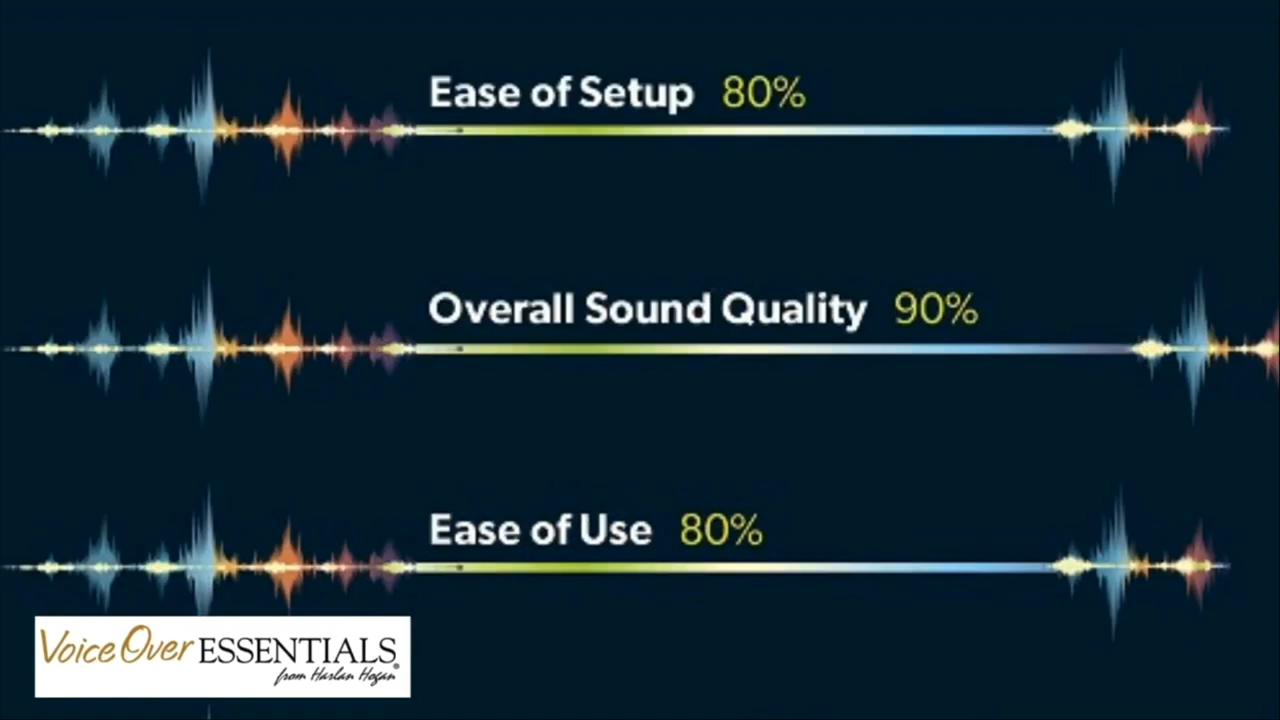 Ease of Setup 80%
Overall Sound Quality 90%
Ease of Use 80%
Voice Over ESSENTIALS®
from Harlan Hogan